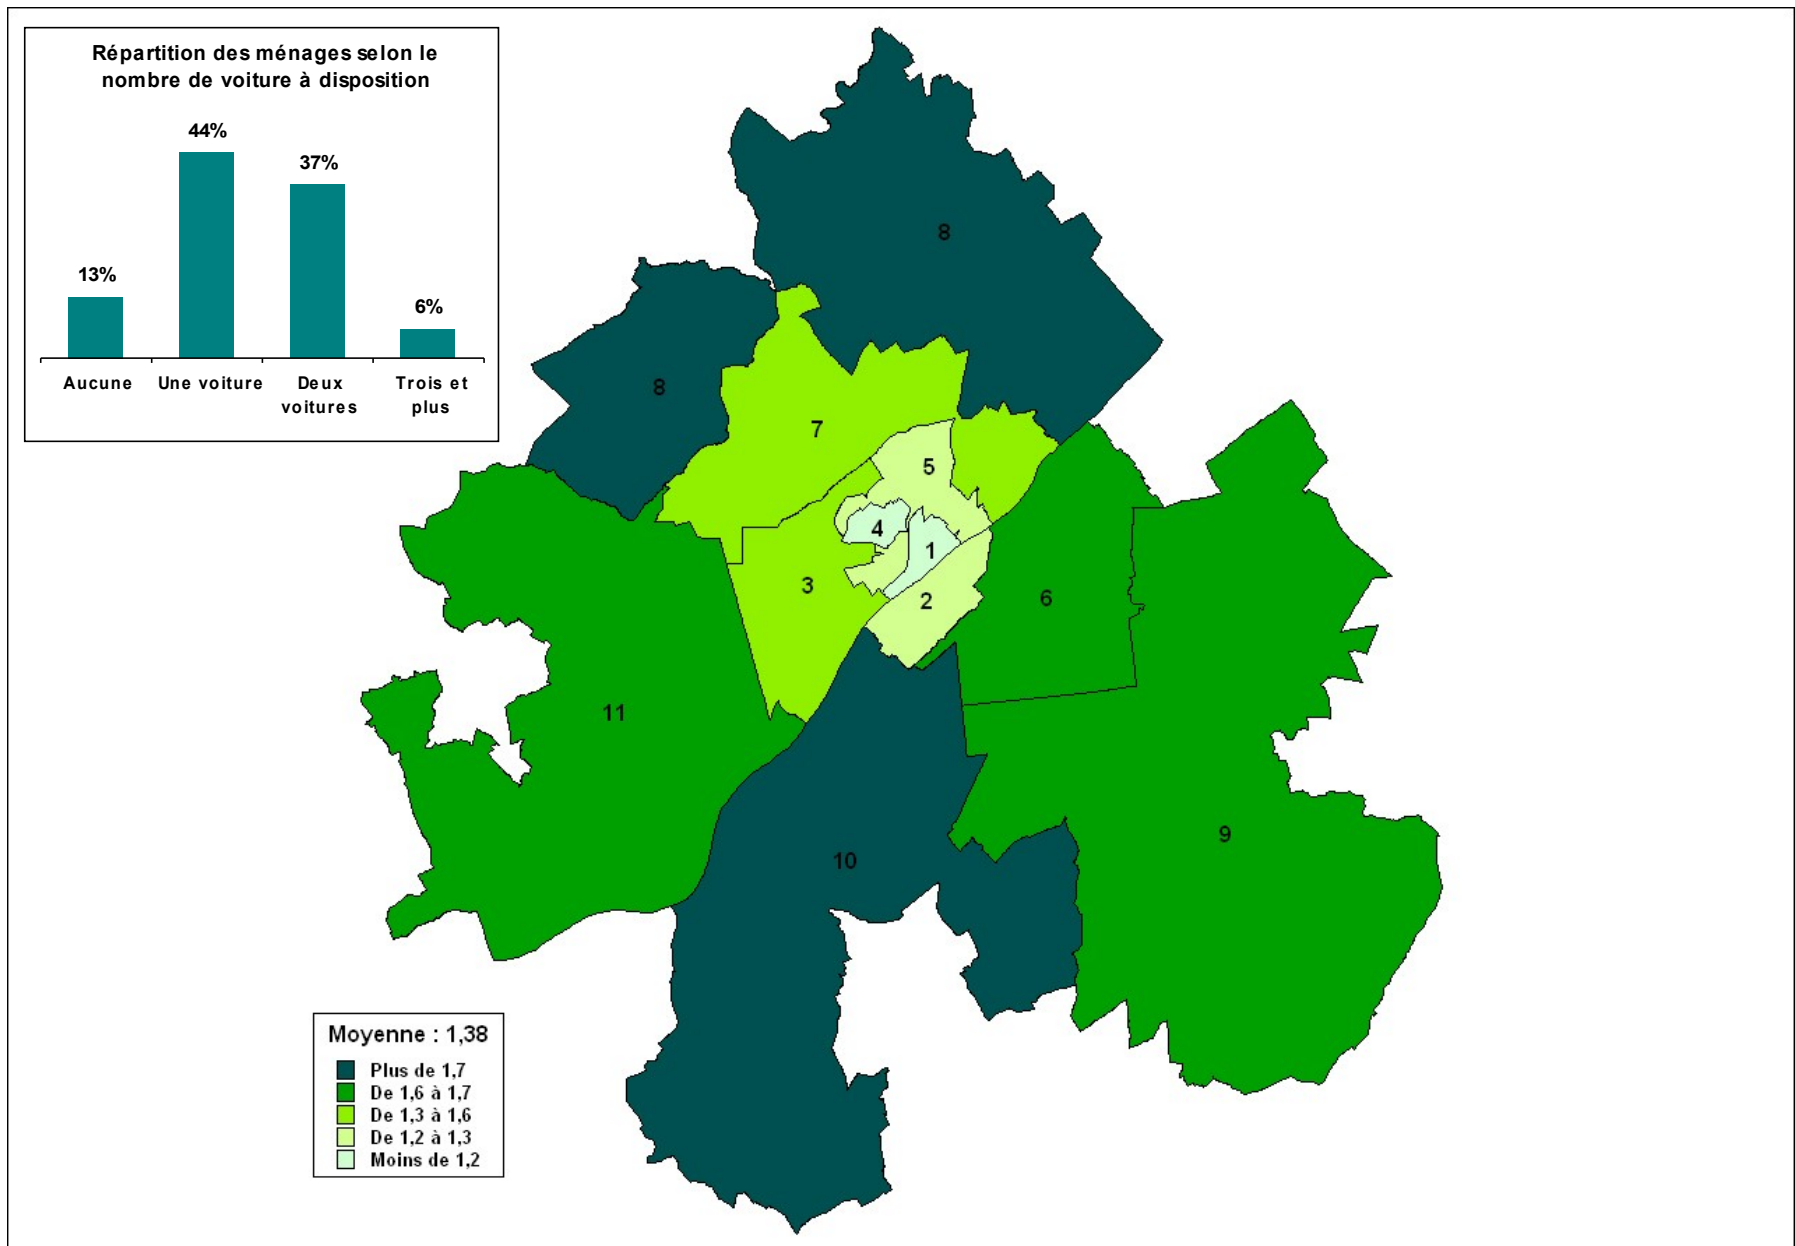 Répartition des ménages selon le
nombre de voiture à disposition
44%
37%
13%
6%
Aucune Une voiture Deux Trois et
voitures plus
8
8
7
5
4
1
3
2
6
11
10
9
Moyenne : 1,38
Plus de 1,7
De 1,6 à 1,7
De 1,3 à 1,6
De 1,2 à 1,3
Moins de 1,2